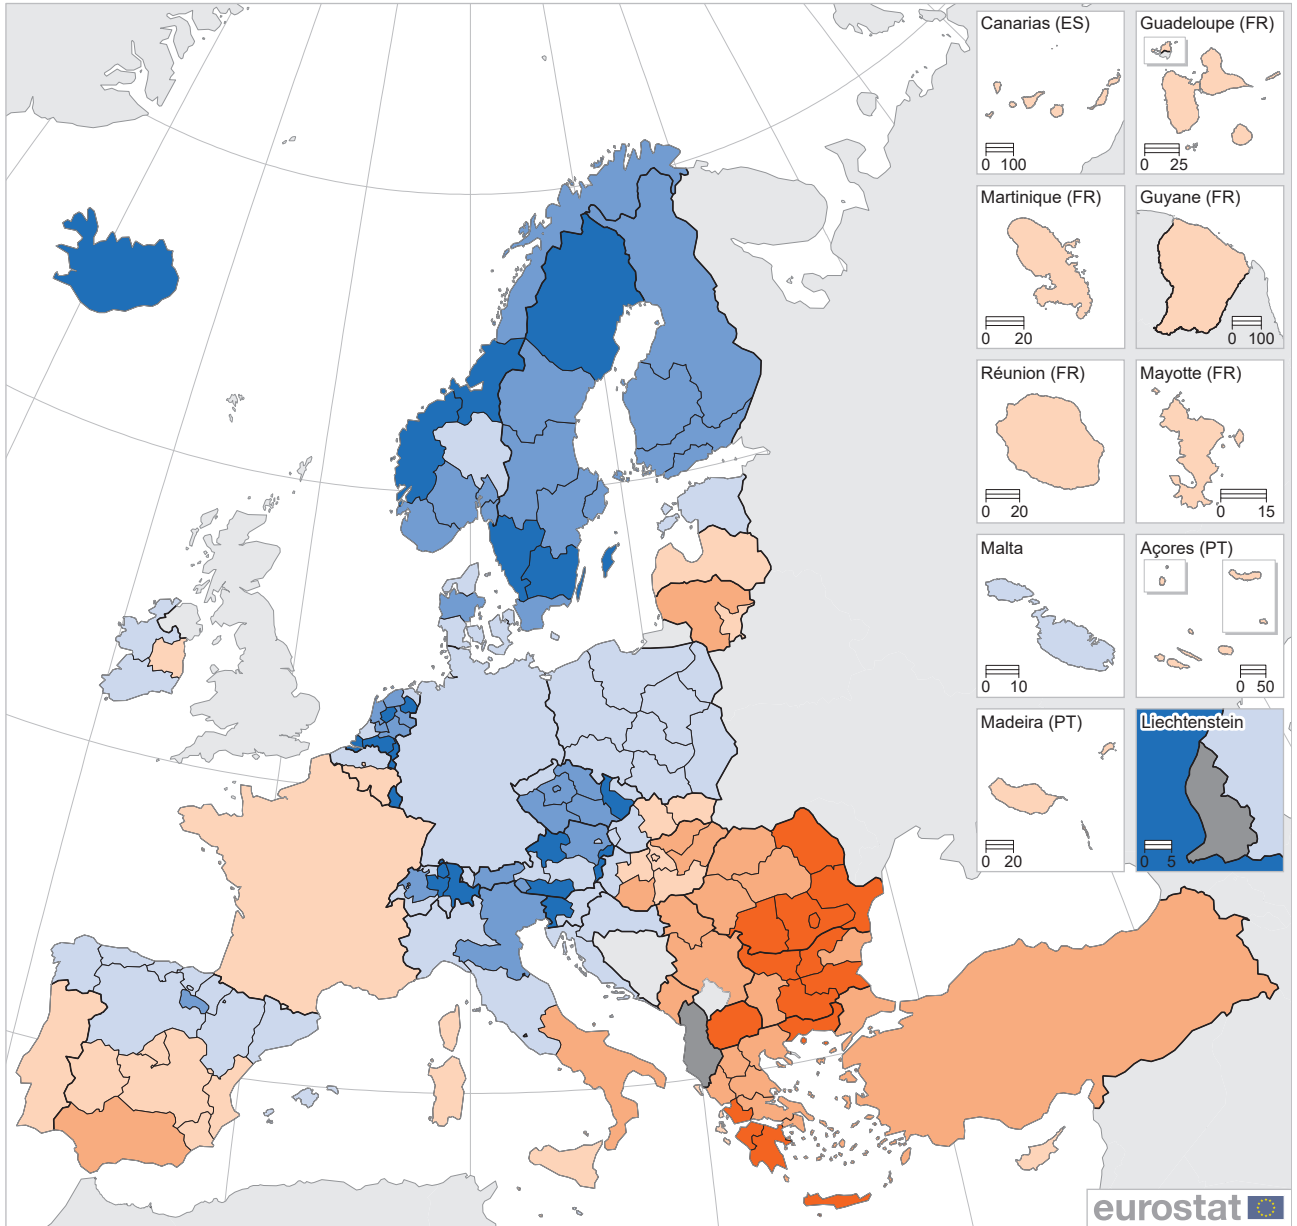 Canarias (ES)
0 100
Guadeloupe (FR)
0 25
Martinique (FR)
0 20
Guyane (FR)
0 100
Réunion (FR)
0 20
Mayotte (FR)
0 15
Malta
0 10
Açores (PT)
0 50
Madeira (PT)
0 20
Liechtenstein
0 5
eurostat